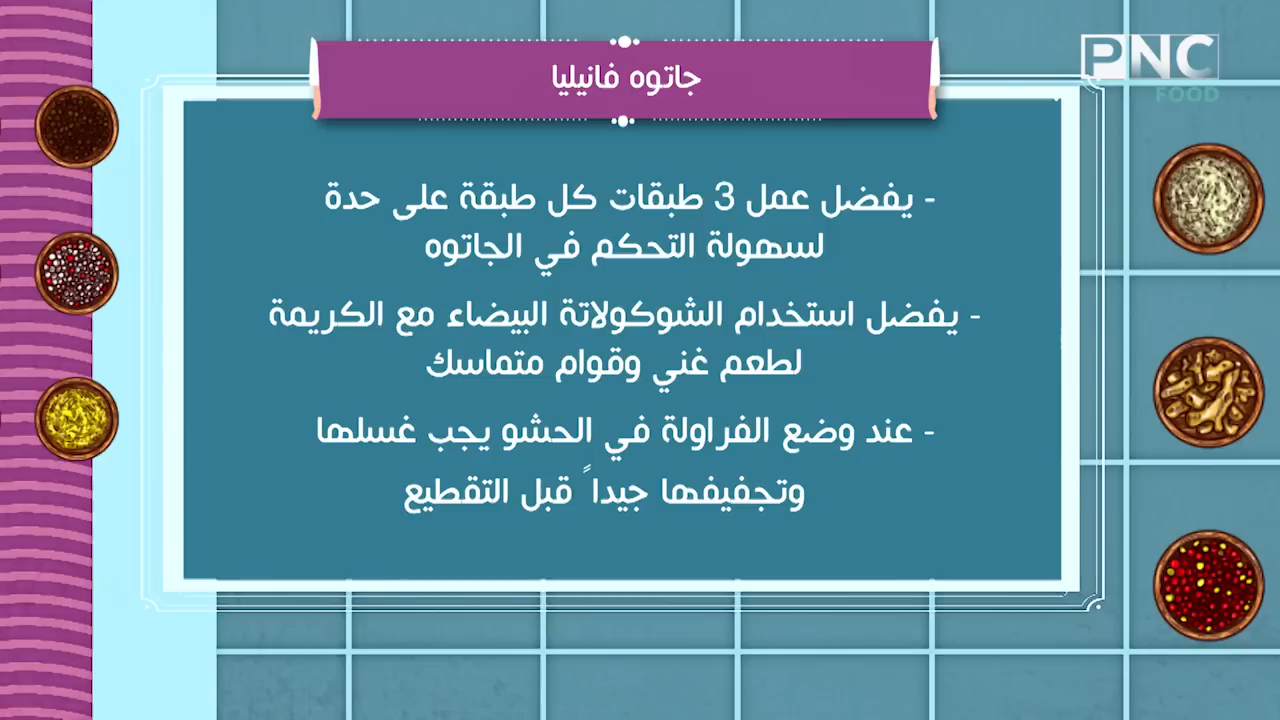 PNC
FOOD
جاتوه فانيليا
- يفضل عمل 3 طبقات كل طبقة على حدة
لسهولة التحكم في الجاتوه
- يفضل استخدام الشوكولاتة البيضاء مع الكريمة
لطعم غني وقوام متماسك
- عند وضع الفراولة في الحشو يجب غسلها
وتجفيفها جيداً قبل التقطيع